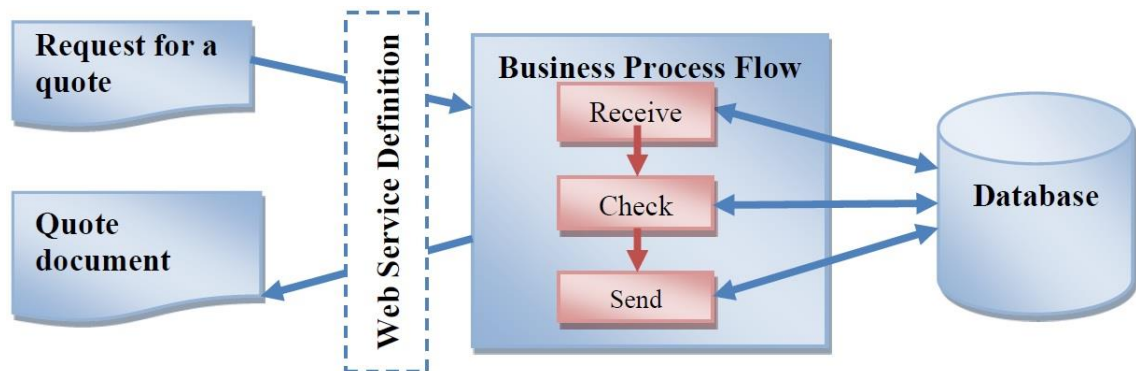 Request for a
quote
Quote
document
Web Service Definition
Business Process Flow
Receive
Check
Send
Database